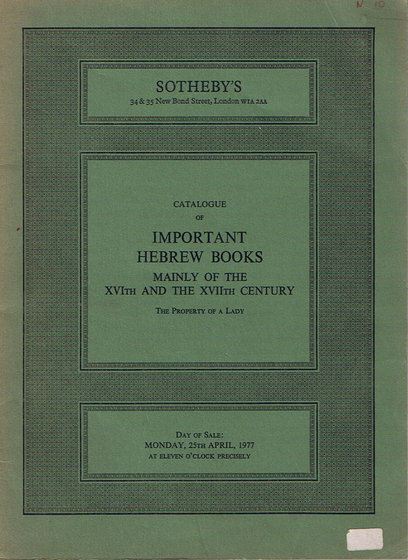 N 10
SOTHEBY'S
34 & 35 New Bond Street, London W1A 2AA
CATALOGUE
OF
IMPORTANT
HEBREW BOOKS
MAINLY OF THE
XVITH AND THE XVIITH CENTURY
THE PROPERTY OF A LADY
DAY OF SALE:
MONDAY, 25TH APRIL, 1977
AT ELEVEN O'CLOCK PRECISELY